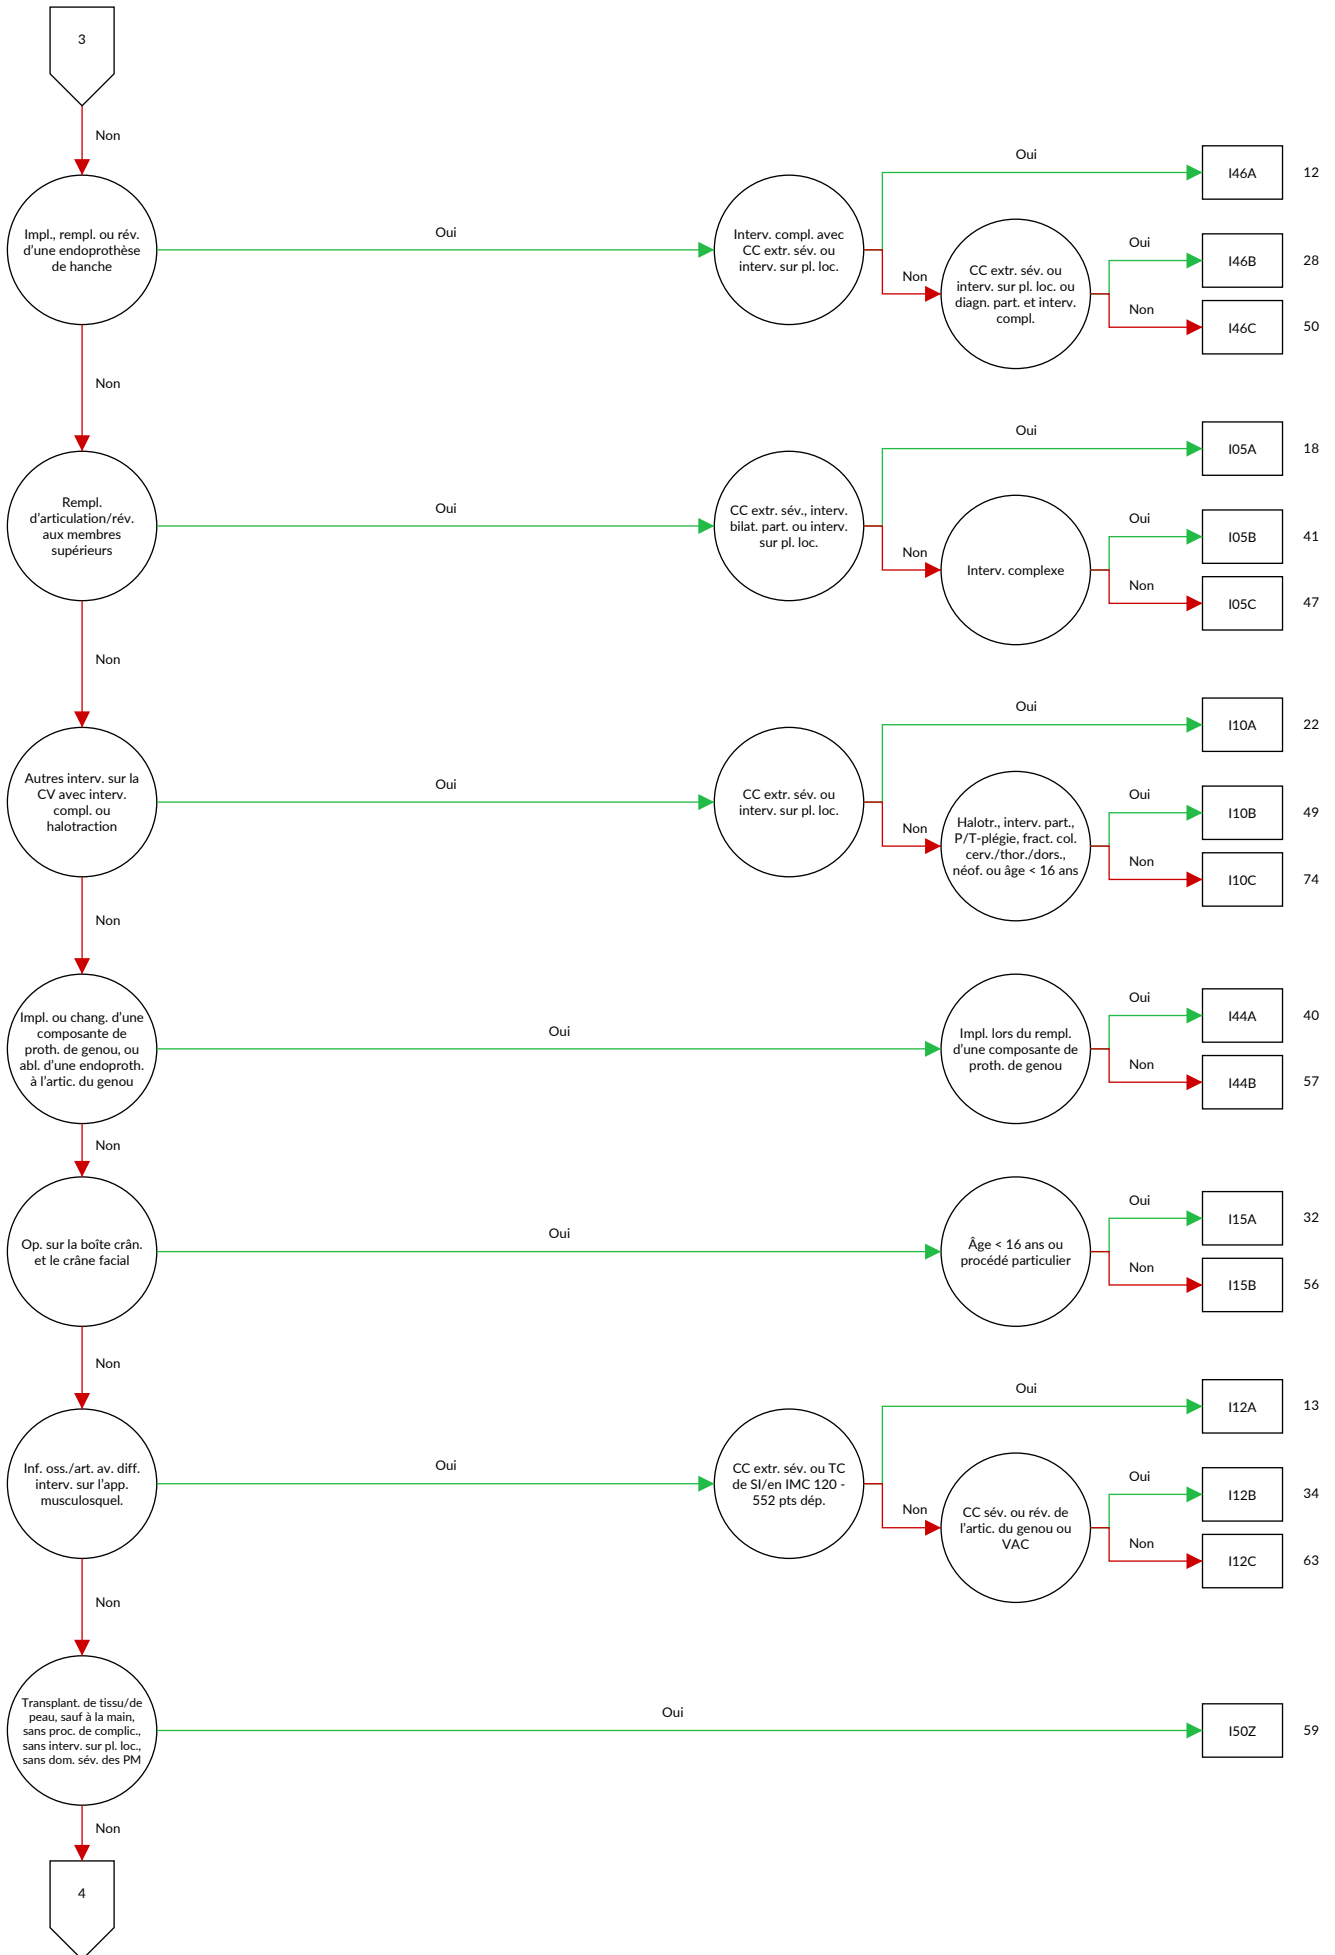 3
Non
Impl., rempl. ou rév.
d'une endoprothèse
de hanche
Oui
Interv. compl. avec
CC extr. sév. ou
interv. sur pl. loc.
Oui
I46A
12
Non
CC extr. sév. ou
interv. sur pl. loc. ou
diagn. part. et interv.
compl.
Oui
I46B
28
Non
I46C
50
Non
Rempl.
d'articulation/rév.
aux membres
supérieurs
Oui
CC extr. sév., interv.
bilat. part. ou interv.
sur pl. loc.
Oui
I05A
18
Non
Interv. complexe
Oui
I05B
41
Non
I05C
47
Non
Autres interv. sur la
CV avec interv.
compl. ou
halotraction
Oui
CC extr. sév. ou
interv. sur pl. loc.
Oui
I10A
22
Non
Halotr., interv. part.,
P/T-plégie, fract. col.
cerv./thor./dors.,
néof. ou âge < 16 ans
Oui
I10B
49
Non
I10C
74
Non
Impl. ou chang. d'une
composante de
proth. de genou, ou
abl. d'une endoproth.
à l'artic. du genou
Oui
Impl. lors du rempl.
d'une composante de
proth. de genou
Oui
I44A
40
Non
I44B
57
Non
Op. sur la boîte crân.
et le crâne facial
Oui
Âge < 16 ans ou
procédé particulier
Oui
I15A
32
Non
I15B
56
Non
Inf. oss./art. av. diff.
interv. sur l'app.
musculosquel.
Oui
CC extr. sév. ou TC
de SI/en IMC 120 -
552 pts dép.
Oui
I12A
13
Non
CC sév. ou rév. de
l'artic. du genou ou
VAC
Oui
I12B
34
Non
I12C
63
Non
Transplant. de tissu/de
peau, sauf à la main,
sans proc. de complic.,
sans interv. sur pl. loc.,
sans dom. sév. des PM
Oui
I50Z
59
Non
4